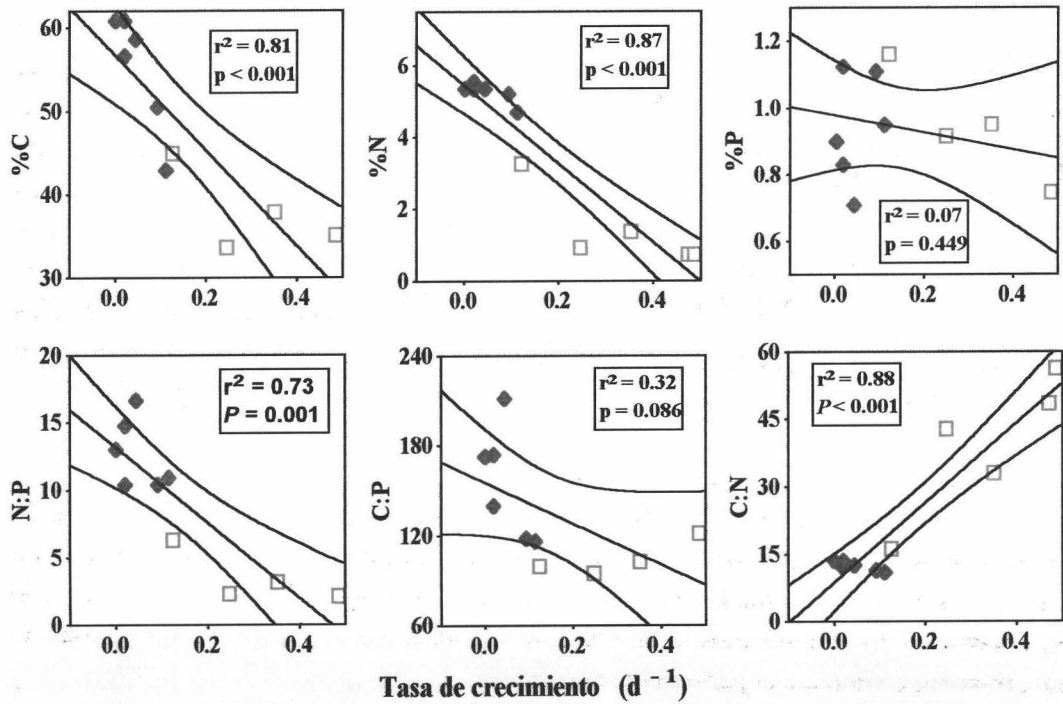 60
50
40
30
%C
r² = 0.81
p < 0.001
0.0
0.2
0.4
6
4
2
0
%N
r² = 0.87
p < 0.001
0.0
0.2
0.4
1.2
1.0
0.8
0.6
%P
r² = 0.07
p = 0.449
0.0
0.2
0.4
20
15
10
5
0
N:P
r² = 0.73
P = 0.001
0.0
0.2
0.4
240
180
120
60
C:P
r² = 0.32
p = 0.086
0.0
0.2
0.4
60
45
30
15
0
C:N
r² = 0.88
P < 0.001
0.0
0.2
0.4
Tasa de crecimiento (d ⁻¹)